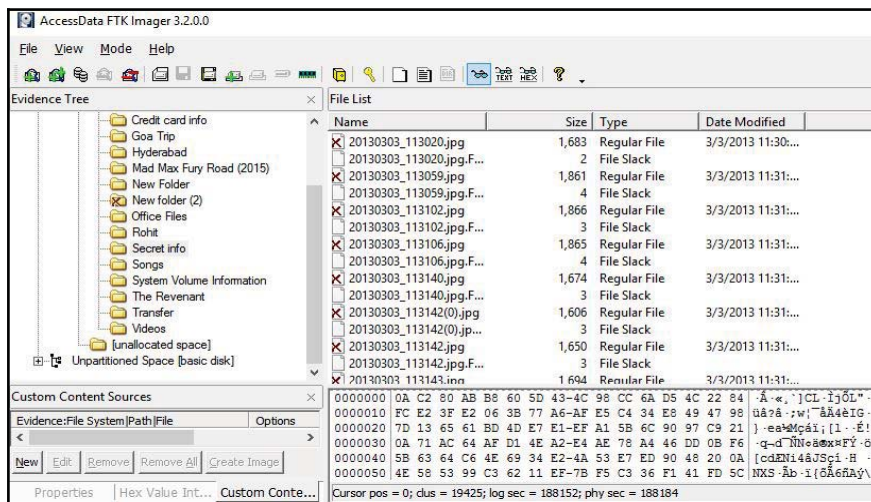 AccessData FTK Imager 3.2.0.0
File View Mode Help
Evidence Tree
Credit card info
Goa Trip
Hyderabad
Mad Max Fury Road (2015)
New Folder
New folder (2)
Office Files
Rohit
Secret info
Songs
System Volume Information
The Revenant
Transfer
Videos
[unallocated space]
Unpartitioned Space [basic disk]
Custom Content Sources
Evidence:File System|Path|File Options
New Edit Remove Remove All Create Image
Properties Hex Value Int... Custom Conte...
File List
Name Size Type Date Modified
20130303_113020.jpg 1,683 Regular File 3/3/2013 11:30:...
20130303_113020.jpg.F... 2 File Slack
20130303_113059.jpg 1,861 Regular File 3/3/2013 11:31:...
20130303_113059.jpg.F... 4 File Slack
20130303_113102.jpg 1,866 Regular File 3/3/2013 11:31:...
20130303_113102.jpg.F... 3 File Slack
20130303_113106.jpg 1,865 Regular File 3/3/2013 11:31:...
20130303_113106.jpg.F... 4 File Slack
20130303_113140.jpg 1,674 Regular File 3/3/2013 11:31:...
20130303_113140.jpg.F... 3 File Slack
20130303_113142(0).jpg 1,606 Regular File 3/3/2013 11:31:...
20130303_113142(0).jp... 3 File Slack
20130303_113142.jpg 1,650 Regular File 3/3/2013 11:31:...
20130303_113142.jpg.F... 3 File Slack
20130303_113143.jpg 1,694 Regular File 3/3/2013 11:31:...
0000000 0A C2 80 AB B8 60 5D 43-4C 98 CC 6A D5 4C 22 84
0000010 FC E2 3F E2 06 3B 77 A6-AF E5 C4 34 E8 49 47 98
0000020 7D 13 65 61 BD 4D E7 E1-EF A1 5B 6C 90 97 C9 21
0000030 0A 71 AC 64 AF D1 4E A2-E4 AE 78 A4 46 DD 0B F6
0000040 5B 63 64 C6 4E 69 34 E2-4A 53 E7 ED 90 48 20 0A
0000050 4E 58 53 99 C3 62 11 EF-7B F5 C3 36 F1 41 FD 5C
Cursor pos = 0; clus = 19425; log sec = 188152; phy sec = 188184